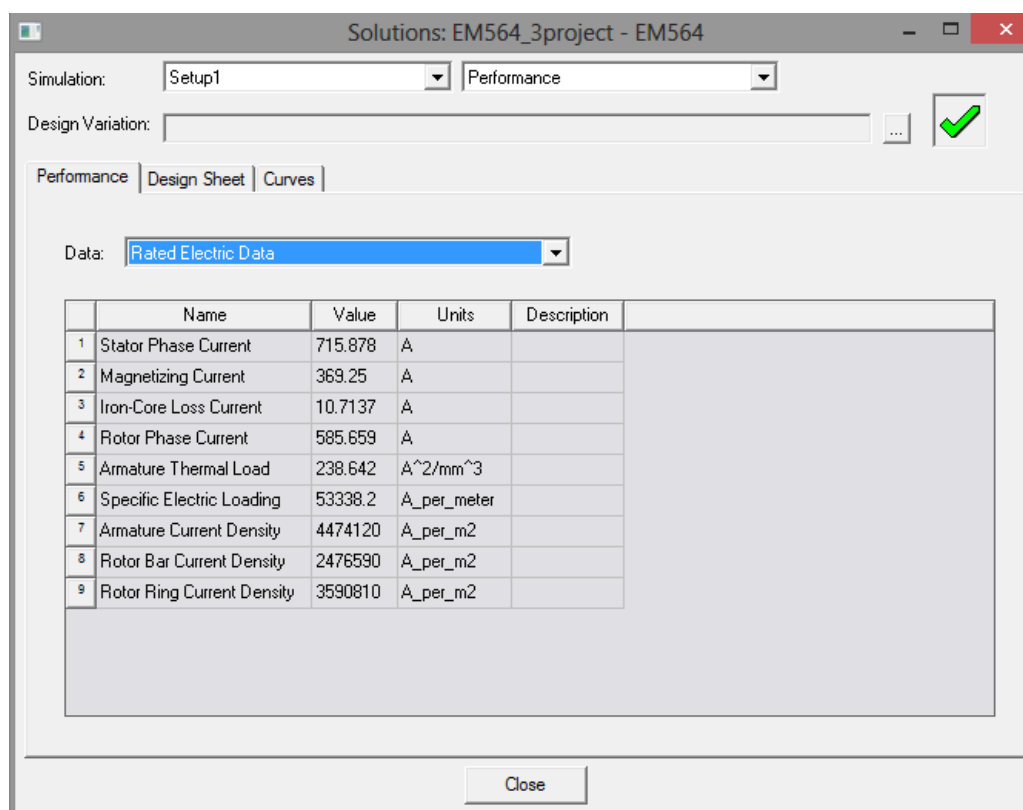 Solutions: EM564_3project - EM564
Simulation: Setup1 Performance
Design Variation: ...
Performance Design Sheet Curves
Data: Rated Electric Data
Name Value Units Description
1 Stator Phase Current 715.878 A
2 Magnetizing Current 369.25 A
3 Iron-Core Loss Current 10.7137 A
4 Rotor Phase Current 585.659 A
5 Armature Thermal Load 238.642 A^2/mm^3
6 Specific Electric Loading 53338.2 A_per_meter
7 Armature Current Density 4474120 A_per_m2
8 Rotor Bar Current Density 2476590 A_per_m2
9 Rotor Ring Current Density 3590810 A_per_m2
Close